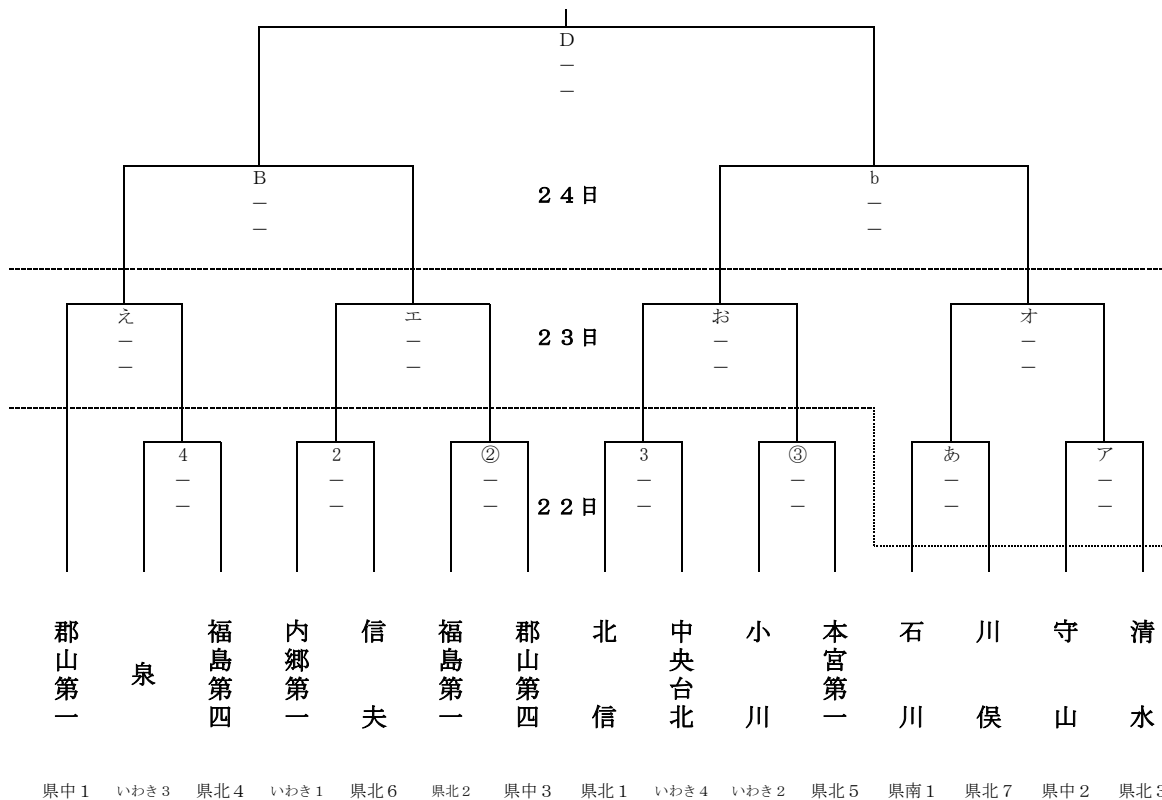 D
－
－
B
－
－
２４日
b
－
－
え
－
－
エ
－
－
２３日
お
－
－
オ
－
－
4
－
－
2
－
－
②
－
－
２２日
3
－
－
③
－
－
あ
－
－
ア
－
－
郡山第一
泉
福島第四
内郷第一
信夫
福島第一
郡山第四
北信
中央台北
小川
本宮第一
石川
川俣
守山
清水
県中１
いわき３
県北４
いわき１
県北６
県北２
県中３
県北１
いわき４
いわき２
県北５
県南１
県北７
県中２
県北３